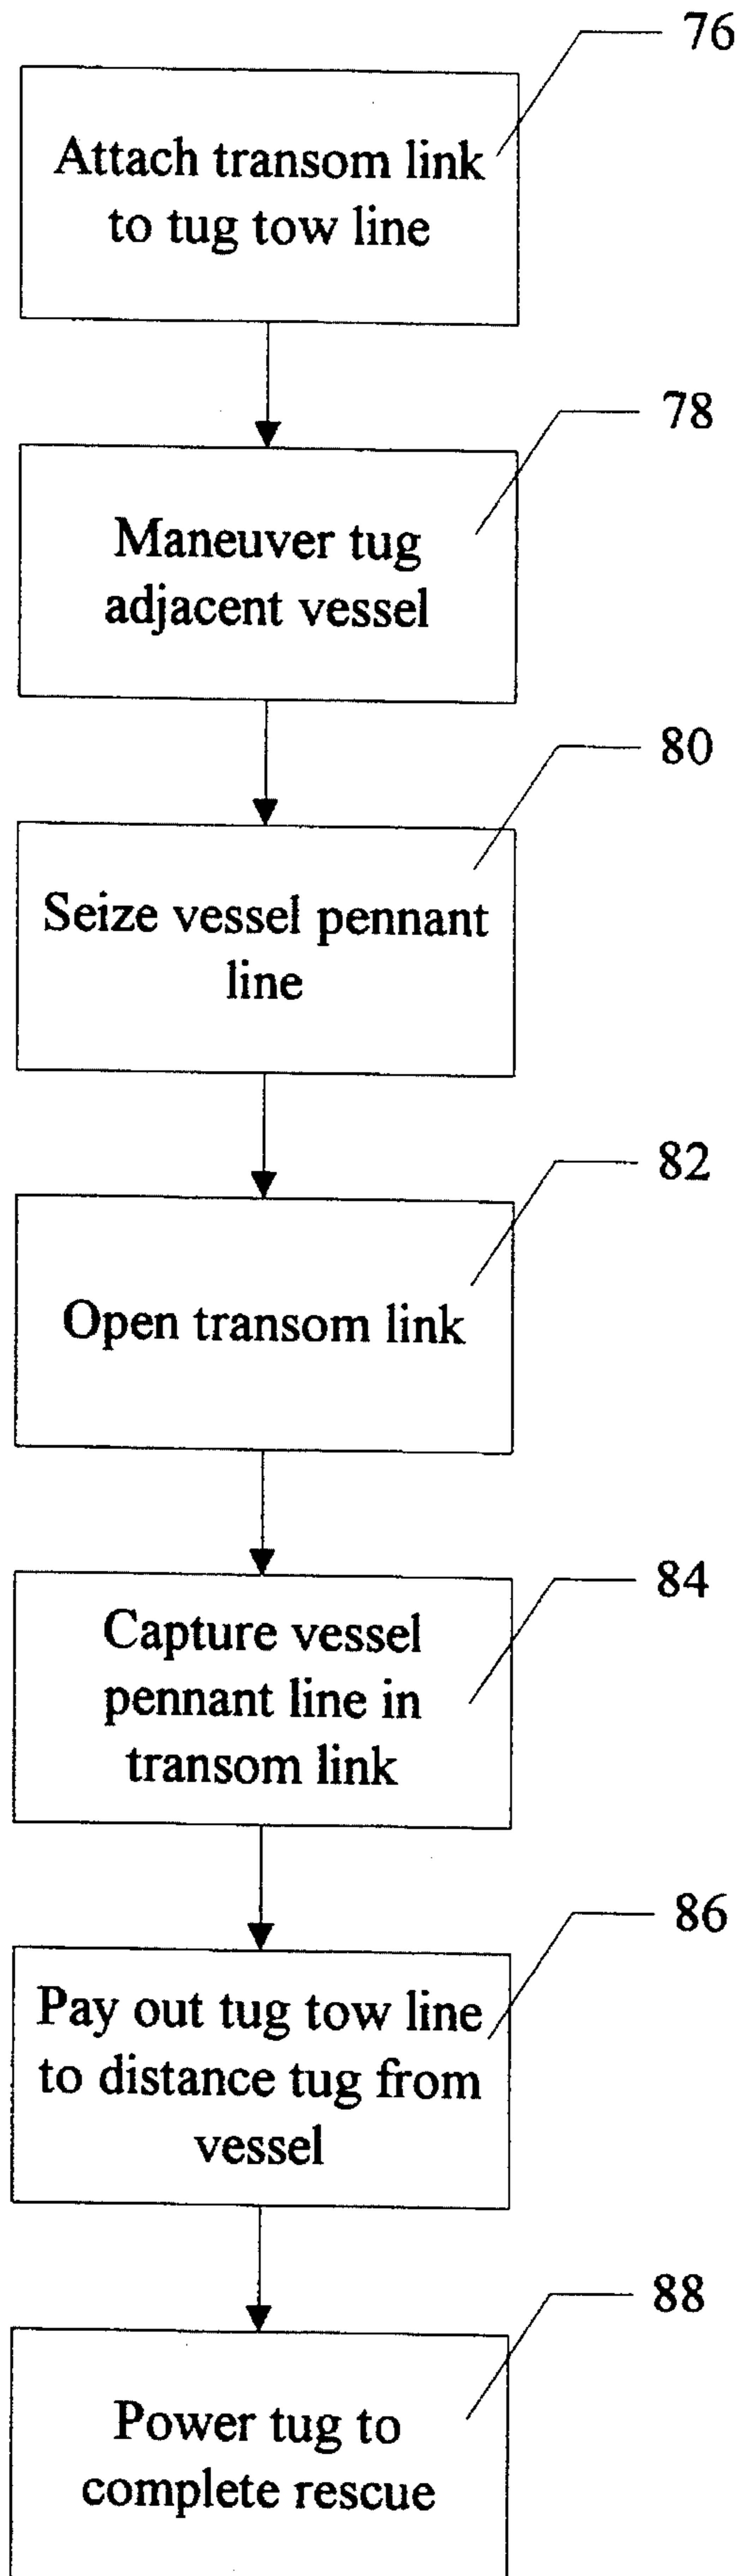 76
Attach transom link
to tug tow line
78
Maneuver tug
adjacent vessel
80
Seize vessel pennant
line
82
Open transom link
84
Capture vessel
pennant line in
transom link
86
Pay out tug tow line
to distance tug from
vessel
88
Power tug to
complete rescue